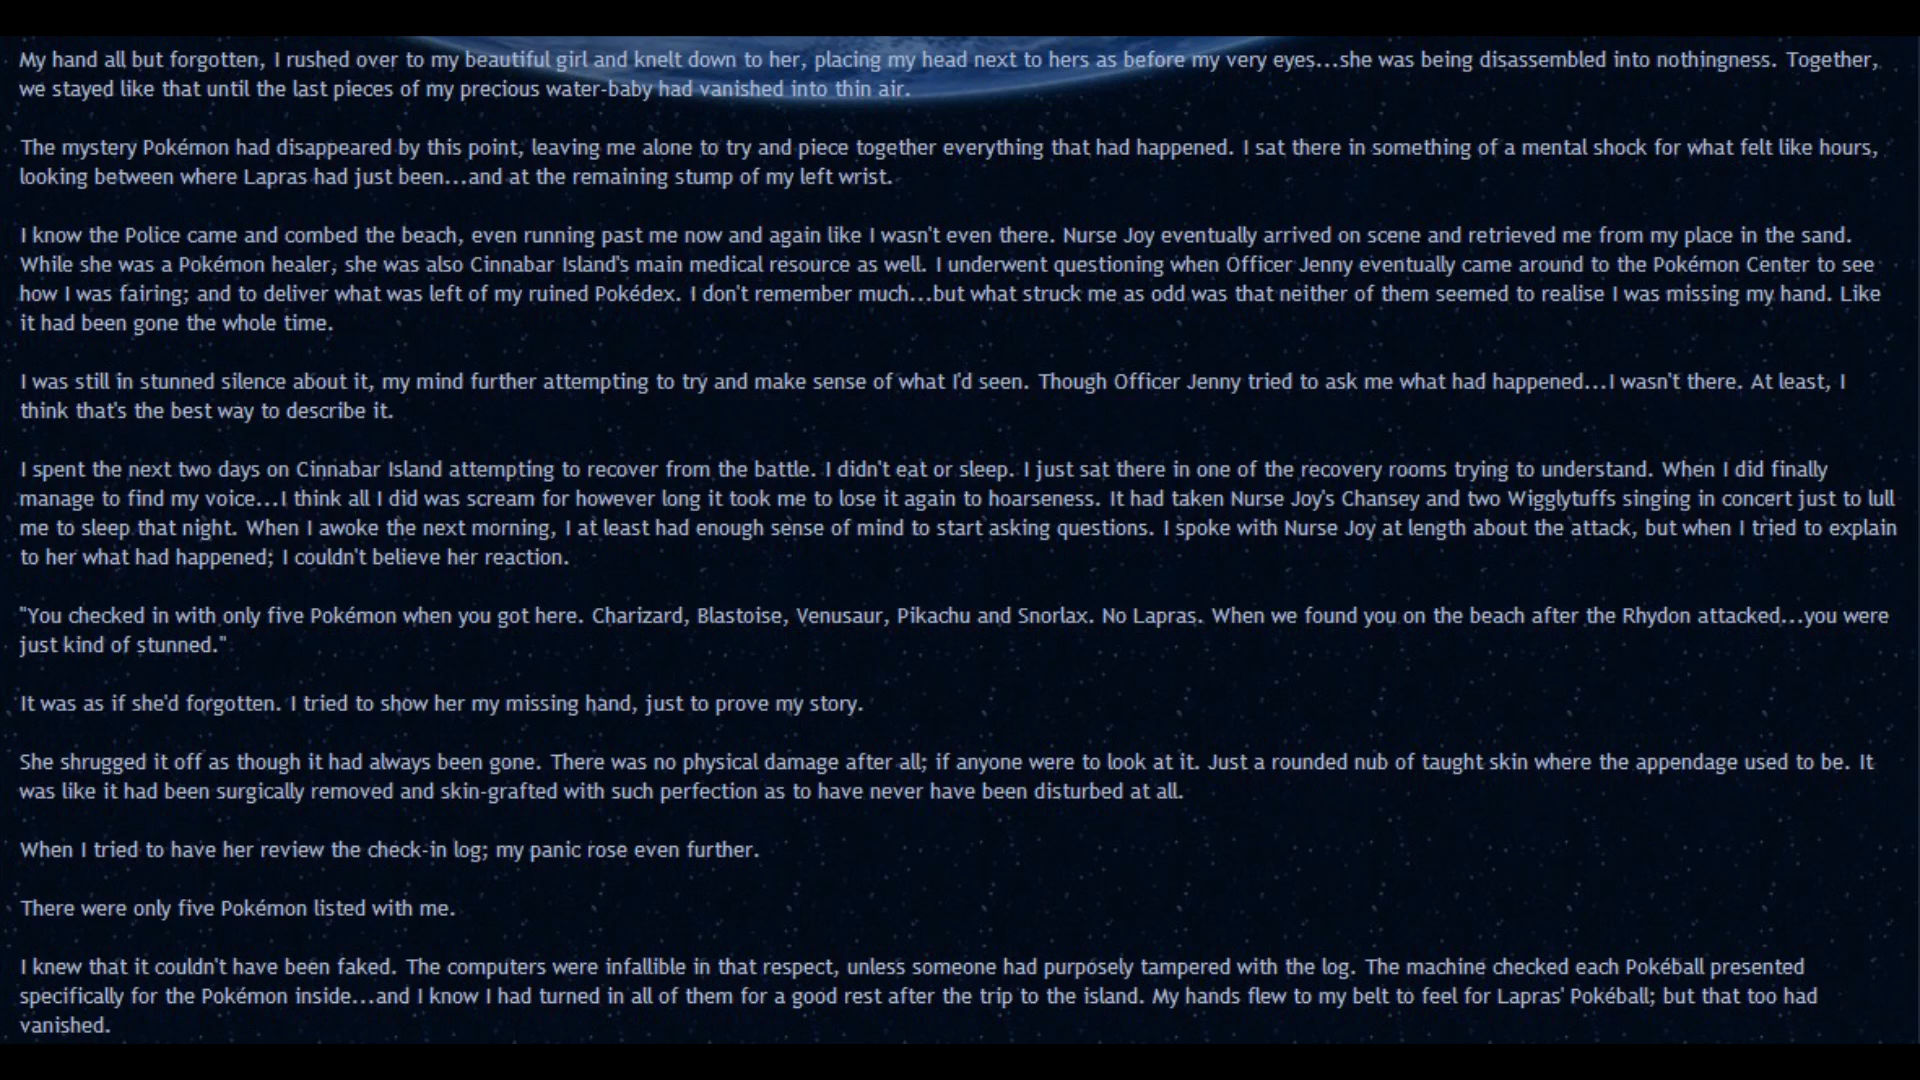 My hand all but forgotten, I rushed over to my beautiful girl and knelt down to her, placing my head next to hers as before my very eyes...she was being disassembled into nothingness. Together,
we stayed like that until the last pieces of my precious water-baby had vanished into thin air.
The mystery Pokémon had disappeared by this point, leaving me alone to try and piece together everything that had happened. I sat there in something of a mental shock for what felt like hours,
looking between where Lapras had just been...and at the remaining stump of my left wrist.
I know the Police came and combed the beach, even running past me now and again like I wasn't even there. Nurse Joy eventually arrived on scene and retrieved me from my place in the sand.
While she was a Pokémon healer, she was also Cinnabar Island's main medical resource as well. I underwent questioning when Officer Jenny eventually came around to the Pokémon Center to see
how I was fairing; and to deliver what was left of my ruined Pokédex. I don't remember much...but what struck me as odd was that neither of them seemed to realise I was missing my hand. Like
it had been gone the whole time.
I was still in stunned silence about it, my mind further attempting to try and make sense of what I'd seen. Though Officer Jenny tried to ask me what had happened...I wasn't there. At least, I
think that's the best way to describe it.
I spent the next two days on Cinnabar Island attempting to recover from the battle. I didn't eat or sleep. I just sat there in one of the recovery rooms trying to understand. When I did finally
manage to find my voice...I think all I did was scream for however long it took me to lose it again to hoarseness. It had taken Nurse Joy's Chansey and two Wigglytuffs singing in concert just to lull
me to sleep that night. When I awoke the next morning, I at least had enough sense of mind to start asking questions. I spoke with Nurse Joy at length about the attack, but when I tried to explain
to her what had happened; I couldn't believe her reaction.
"You checked in with only five Pokémon when you got here. Charizard, Blastoise, Venusaur, Pikachu and Snorlax. No Lapras. When we found you on the beach after the Rhydon attacked...you were
just kind of stunned."
It was as if she'd forgotten. I tried to show her my missing hand, just to prove my story.
She shrugged it off as though it had always been gone. There was no physical damage after all; if anyone were to look at it. Just a rounded nub of taught skin where the appendage used to be. It
was like it had been surgically removed and skin-grafted with such perfection as to have never have been disturbed at all.
When I tried to have her review the check-in log; my panic rose even further.
There were only five Pokémon listed with me.
I knew that it couldn't have been faked. The computers were infallible in that respect, unless someone had purposely tampered with the log. The machine checked each Pokéball presented
specifically for the Pokémon inside...and I know I had turned in all of them for a good rest after the trip to the island. My hands flew to my belt to feel for Lapras' Pokéball; but that too had
vanished.